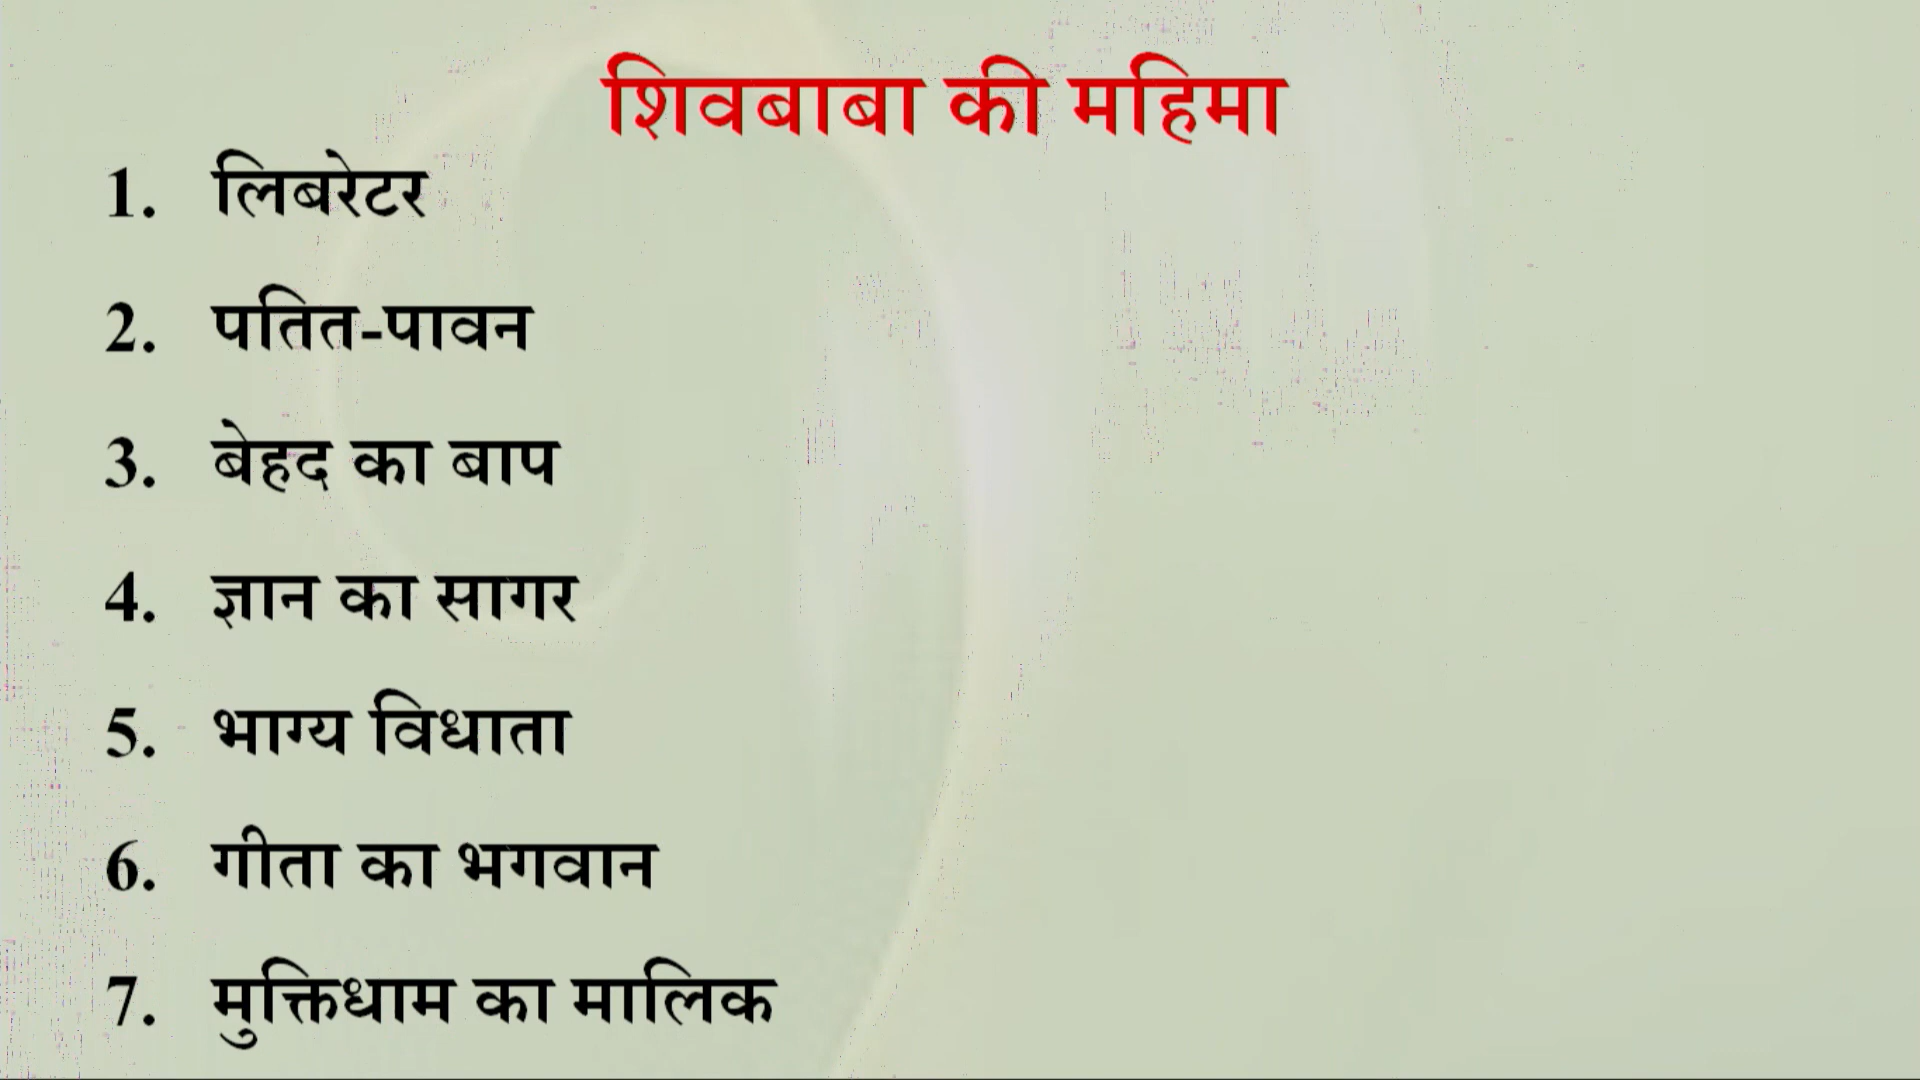 शिवबाबा की महिमा
1. लिबरेटर
2. पतित-पावन
3. बेहद का बाप
4. ज्ञान का सागर
5. भाग्य विधाता
6. गीता का भगवान
7. मुक्तिधाम का मालिक